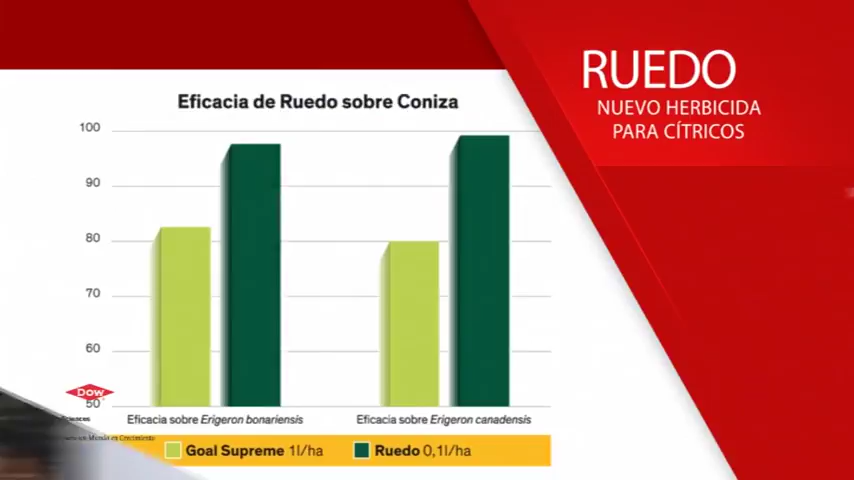 RUEDO
NUEVO HERBICIDA
PARA CÍTRICOS
Eficacia de Ruedo sobre Coniza
100
90
80
70
60
50
Dow
Eficacia sobre Erigeron bonariensis
Eficacia sobre Erigeron canadensis
Goal Supreme 1l/ha
Ruedo 0,1l/ha